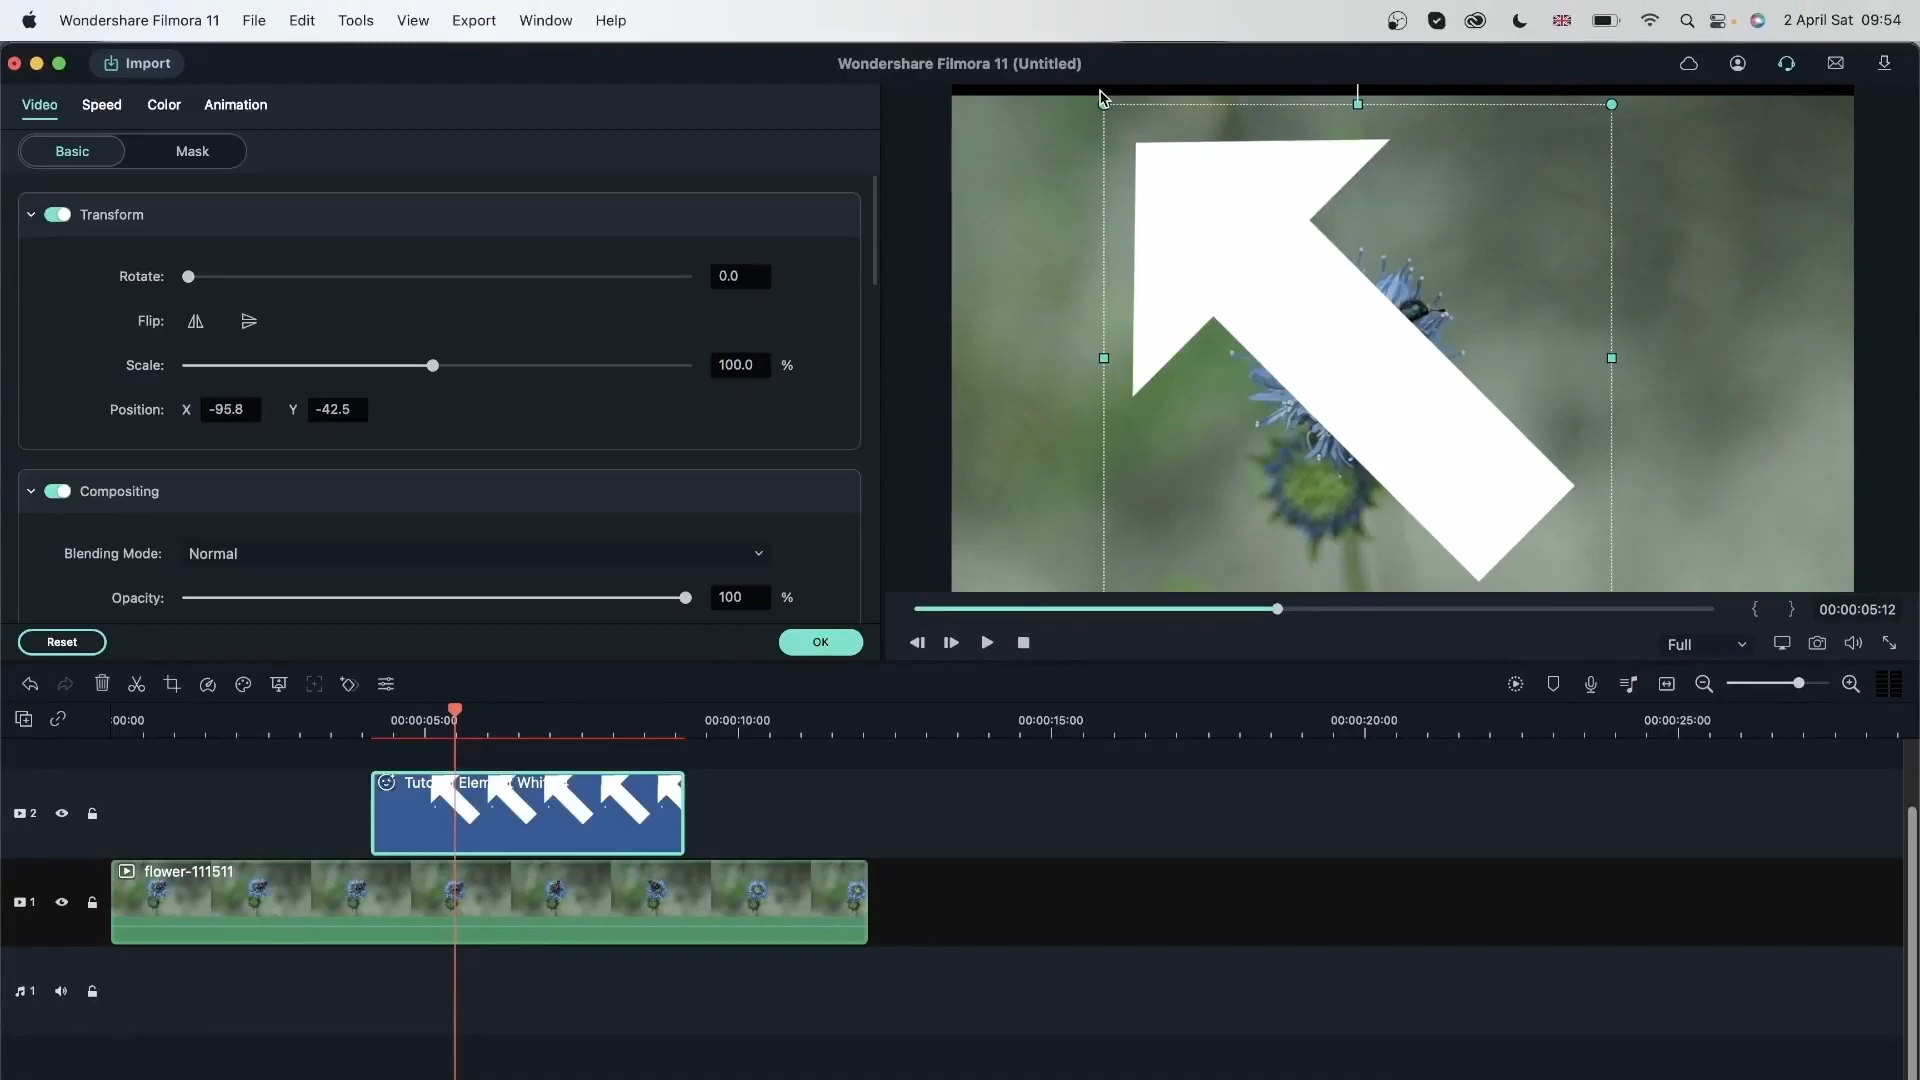 Wondershare Filmora 11 File Edit Tools View Export Window Help 2 April Sat 09:54
Import Wondershare Filmora 11 (Untitled)
Video Speed Color Animation
Basic Mask
Transform
Rotate: 0.0
Flip:
Scale: 100.0 %
Position: X -95.8 Y -42.5
Compositing
Blending Mode: Normal
Opacity: 100 %
00:00:05:12
Reset OK
Full
:00:00 00:00:05:00 00:00:10:00 00:00:15:00 00:00:20:00 00:00:25:00
2
1
flower-111511
1